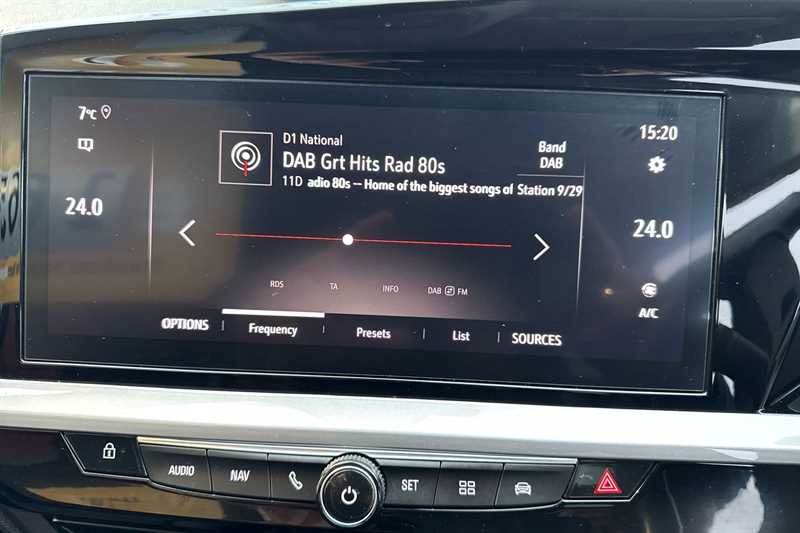 7°C
15:20
D1 National
DAB Grt Hits Rad 80s
Band
DAB
11D adio 80s -- Home of the biggest songs of Station 9/29
24.0
24.0
RDS TA INFO DAB FM
A/C
OPTIONS Frequency Presets List SOURCES
AUDIO NAV SET